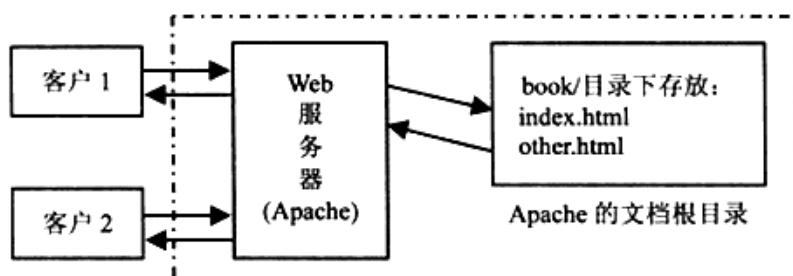 客户 1
客户 2
Web
服
务
器
(Apache)
book/目录下存放：
index.html
other.html
Apache 的文档根目录